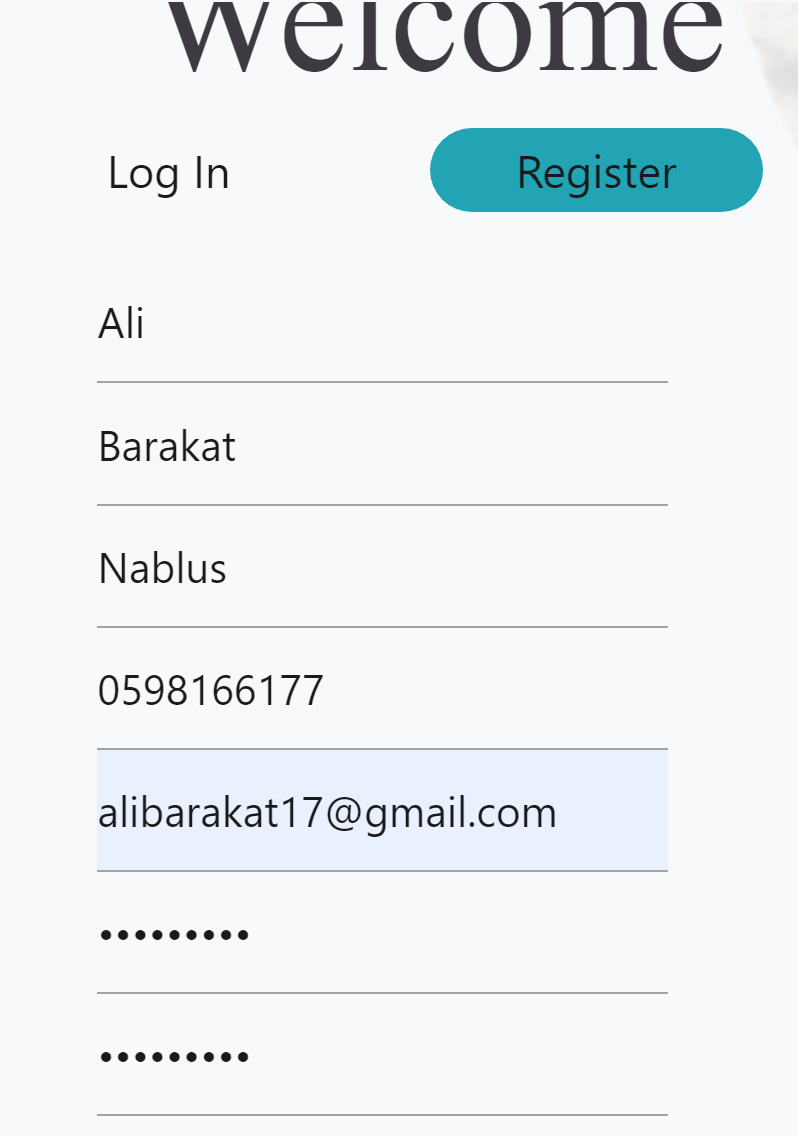 Welcome
Log In Register
Ali
Barakat
Nablus
0598166177
alibarakat17@gmail.com
•••••••••
•••••••••